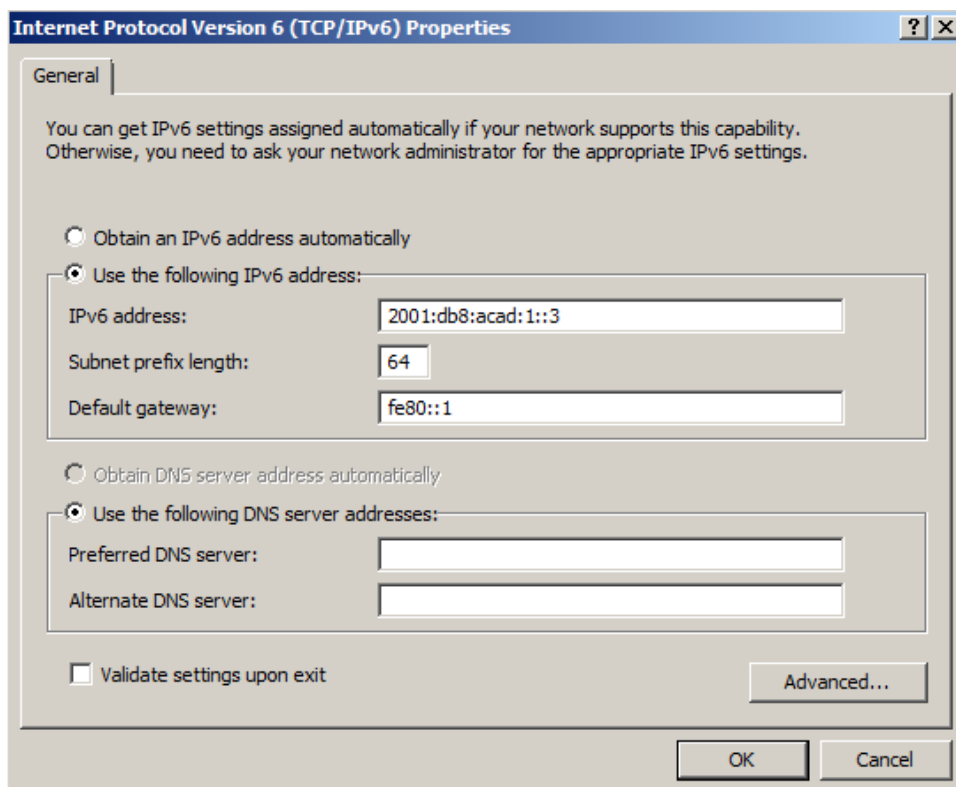 Internet Protocol Version 6 (TCP/IPv6) Properties
General
You can get IPv6 settings assigned automatically if your network supports this capability.
Otherwise, you need to ask your network administrator for the appropriate IPv6 settings.
Obtain an IPv6 address automatically
Use the following IPv6 address:
IPv6 address: 2001:db8:acad:1::3
Subnet prefix length: 64
Default gateway: fe80::1
Obtain DNS server address automatically
Use the following DNS server addresses:
Preferred DNS server:
Alternate DNS server:
Validate settings upon exit
Advanced...
OK Cancel